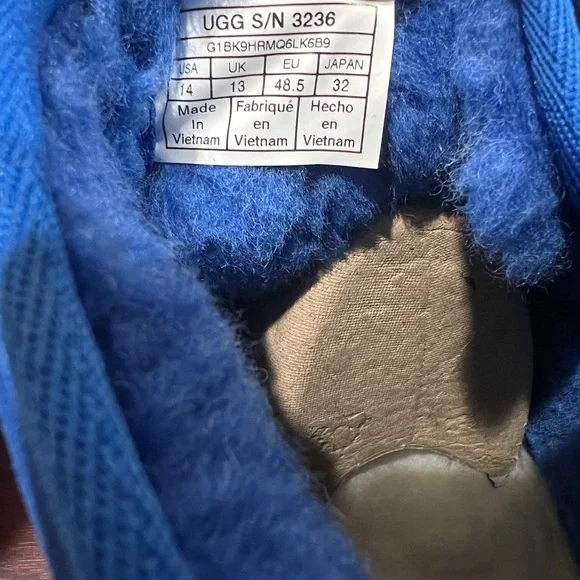 UGG S/N 3236
G1BK9HRMQ6LK6B9
USA UK EU JAPAN
14 13 48.5 32
Made Fabriqué Hecho
In en en
Vietnam Vietnam Vietnam